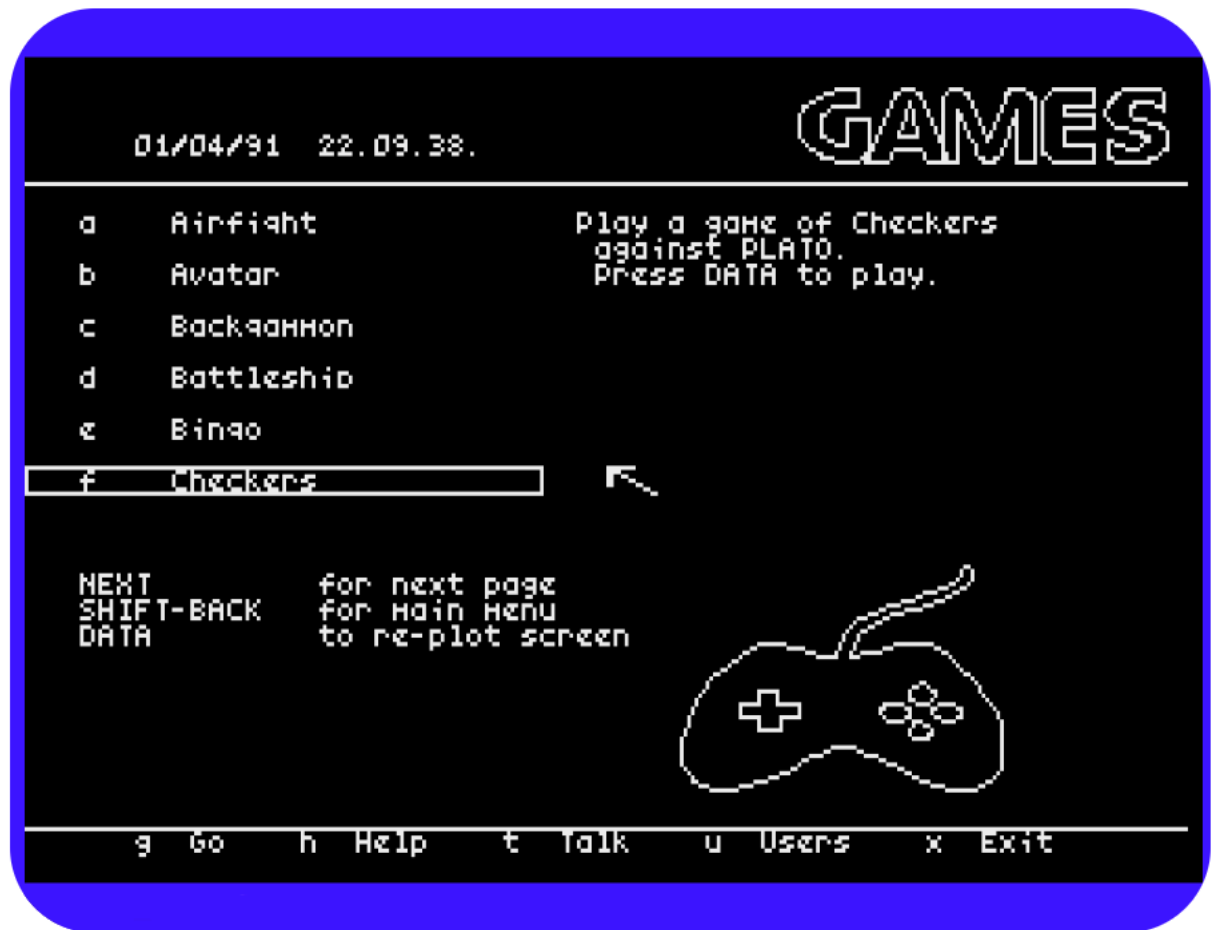 GAMES
01/04/91 22.09.38.
a Airfight
b Avatar
c Backgammon
d Battleship
e Bingo
f Checkers
Play a game of Checkers
against PLATO.
Press DATA to play.
NEXT for next page
SHIFT-BACK for main menu
DATA to re-plot screen
g Go h Help t Talk u Users x Exit